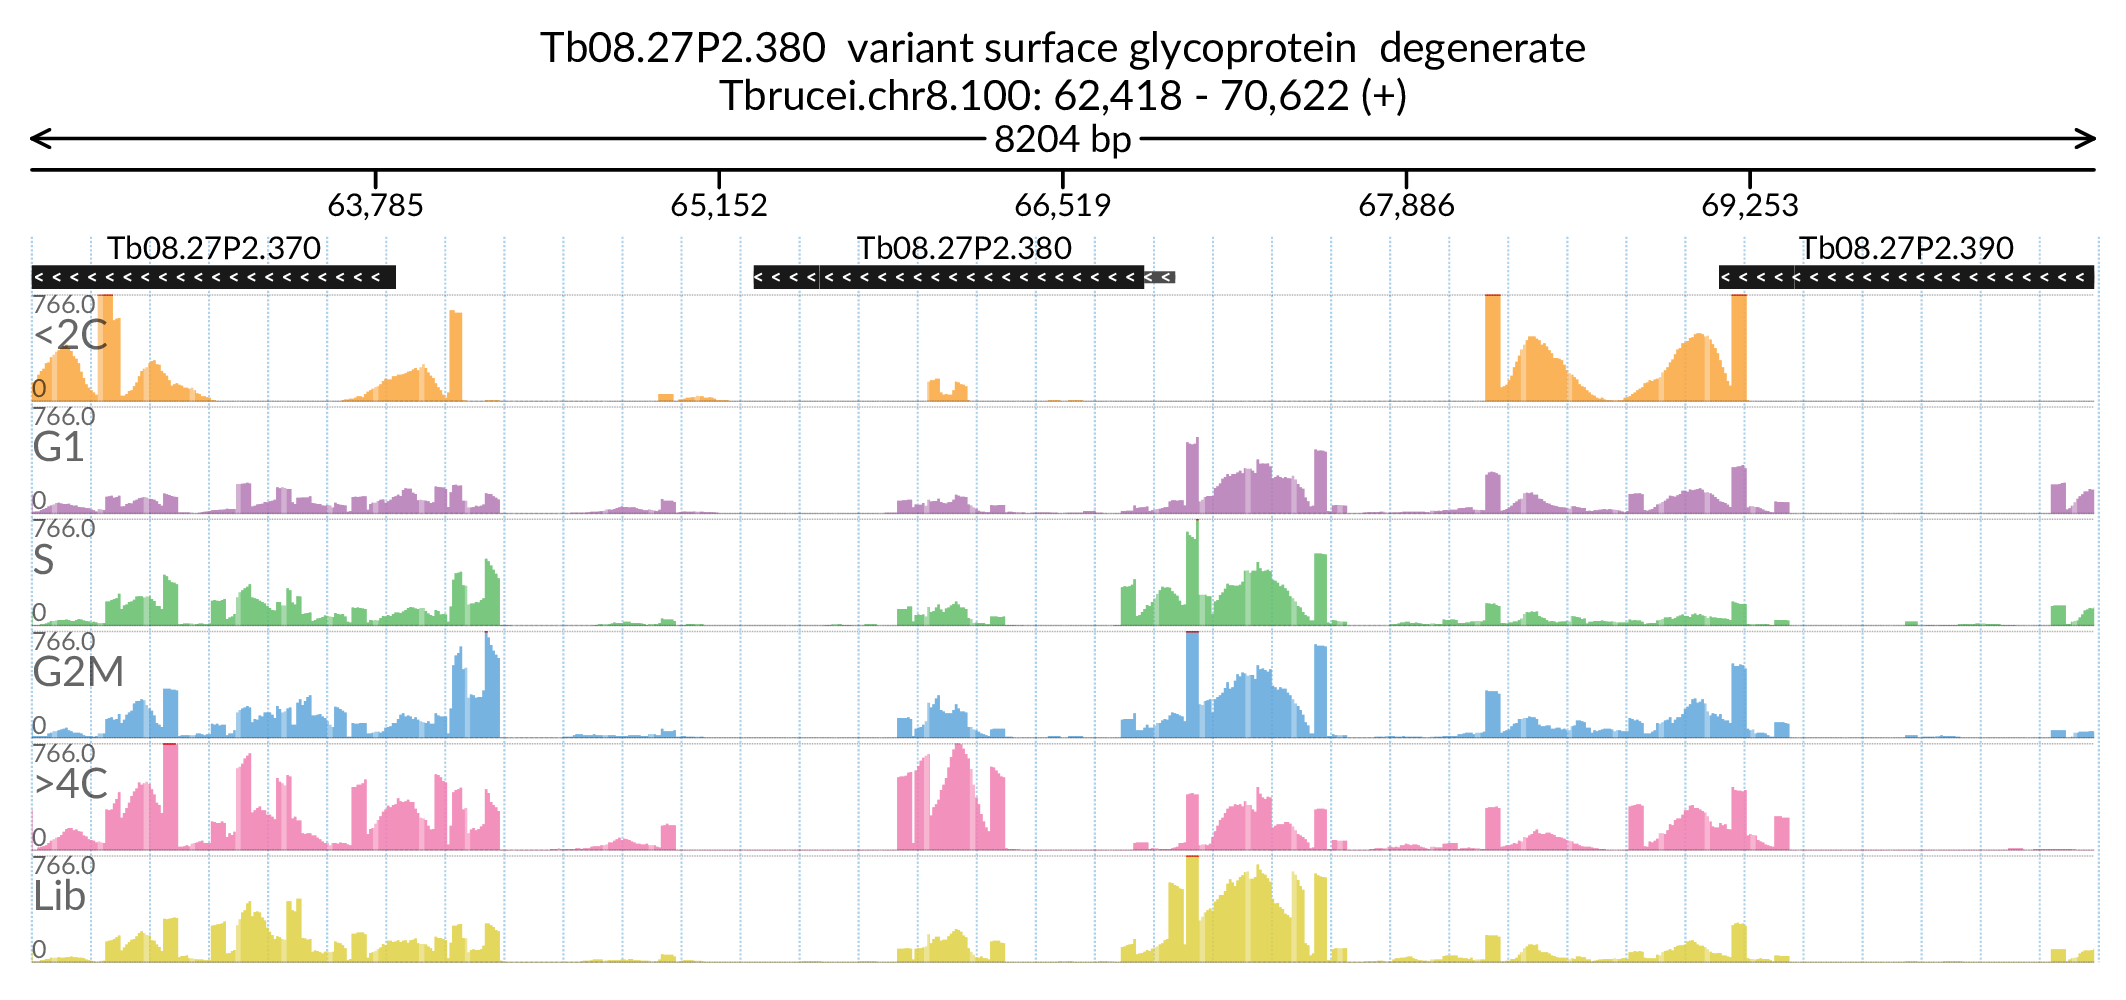 Tb08.27P2.380 variant surface glycoprotein degenerate
Tbrucei.chr8.100: 62,418 - 70,622 (+)
8204 bp
63,785 65,152 66,519 67,886 69,253
Tb08.27P2.370 Tb08.27P2.380 Tb08.27P2.390
766.0
<2C
0
766.0
G1
0
766.0
S
0
766.0
G2M
0
766.0
>4C
0
766.0
Lib
0